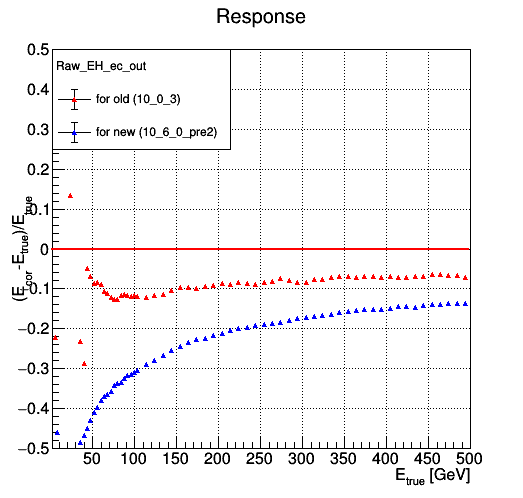 Response
0.5
0.4
0.3
0.2
0.1
0
−0.1
−0.2
−0.3
−0.4
−0.5
(E_cor - E_true)/E_true
Raw_EH_ec_out
for old (10_0_3)
for new (10_6_0_pre2)
50 100 150 200 250 300 350 400 450 500
E_true [GeV]